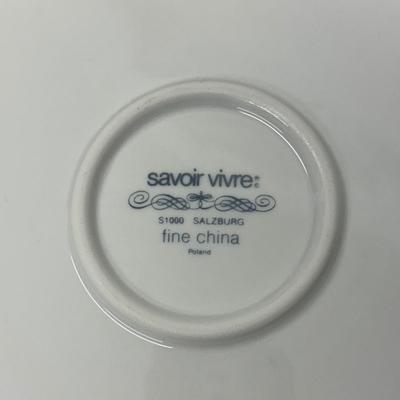 savoir vivre®©
S1000 SALZBURG
fine china
Poland